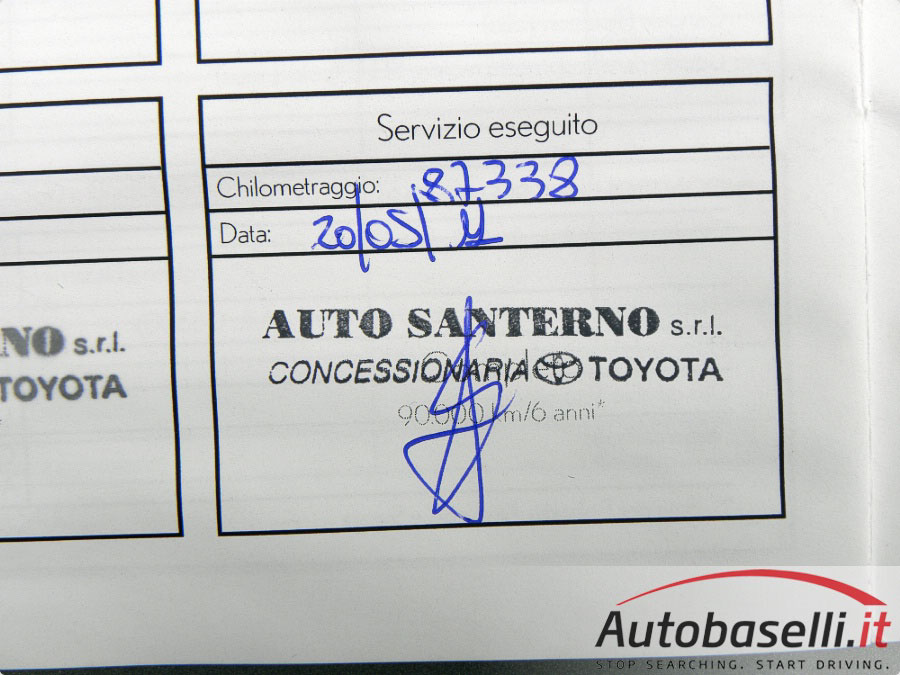 Servizio eseguito
Chilometraggio: 87338
Data: 20/05/11
NO s.r.l.
TOYOTA
AUTO SANTERNO s.r.l.
CONCESSIONARIA TOYOTA
90.000 km/6 anni*
Autobaselli.it
STOP SEARCHING. START DRIVING.